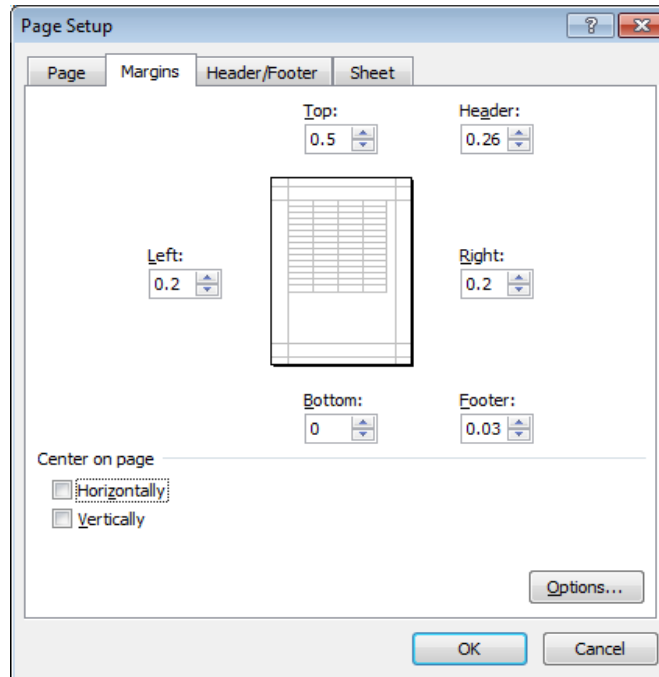 Page Setup
Page Margins Header/Footer Sheet
Top: Header:
0.5 0.26
Left: Right:
0.2 0.2
Bottom: Footer:
0 0.03
Center on page
Horizontally
Vertically
Options...
OK Cancel